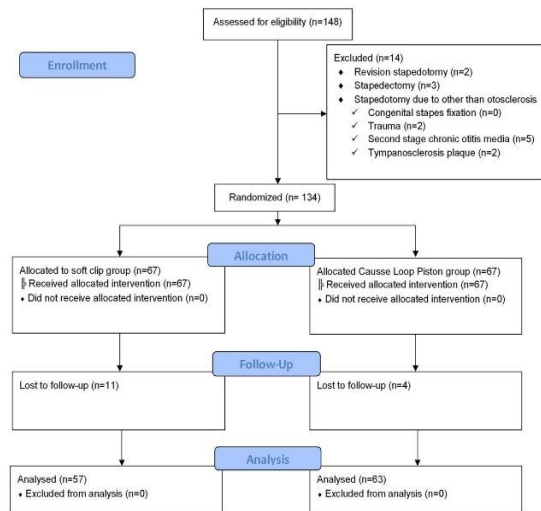 Assessed for eligibility (n=148)
Enrollment
Excluded (n=14)
♦ Revision stapedotomy (n=2)
♦ Stapedectomy (n=3)
♦ Stapedotomy due to other than otosclerosis
✓ Congenital stapes fixation (n=0)
✓ Trauma (n=2)
✓ Second stage chronic otitis media (n=5)
✓ Tympanosclerosis plaque (n=2)
Randomized (n= 134)
Allocation
Allocated to soft clip group (n=67)
╠ Received allocated intervention (n=67)
♦ Did not receive allocated intervention (n=0)
Allocated Causse Loop Piston group (n=67)
╠ Received allocated intervention (n=67)
♦ Did not receive allocated intervention (n=0)
Follow-Up
Lost to follow-up (n=11)
Lost to follow-up (n=4)
Analysis
Analysed (n=57)
♦ Excluded from analysis (n=0)
Analysed (n=63)
♦ Excluded from analysis (n=0)